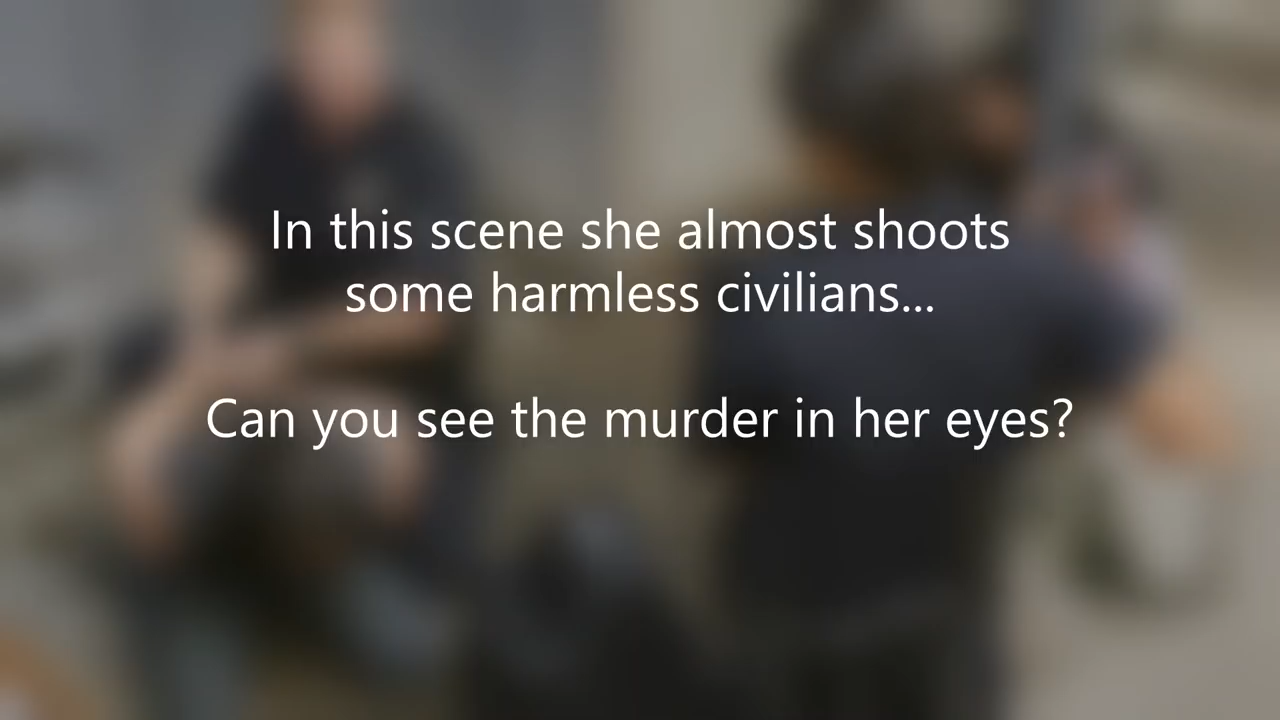 In this scene she almost shoots
some harmless civilians...
Can you see the murder in her eyes?